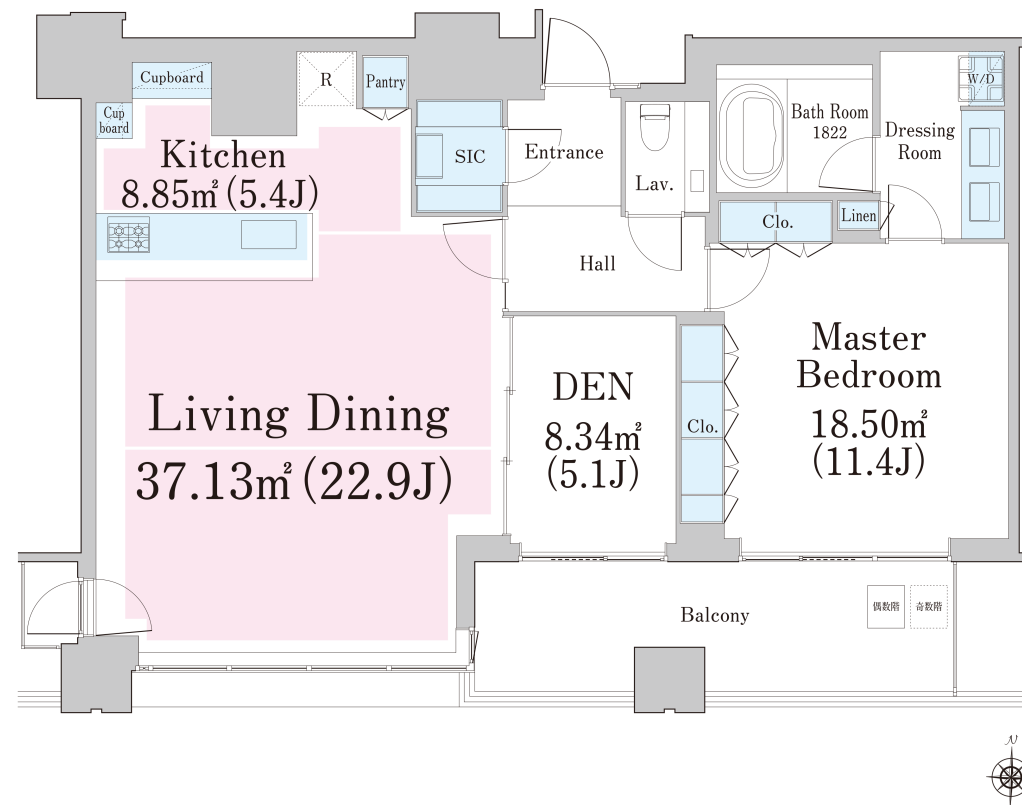 Cupboard
R
Pantry
W/D
Cup
board
Bath Room
1822
Dressing
Room
Kitchen
8.85㎡(5.4J)
SIC
Entrance
Lav.
Clo.
Linen
Hall
Master
Bedroom
18.50㎡
(11.4J)
DEN
8.34㎡
(5.1J)
Clo.
Living Dining
37.13㎡(22.9J)
Balcony
偶数階
奇数階
N